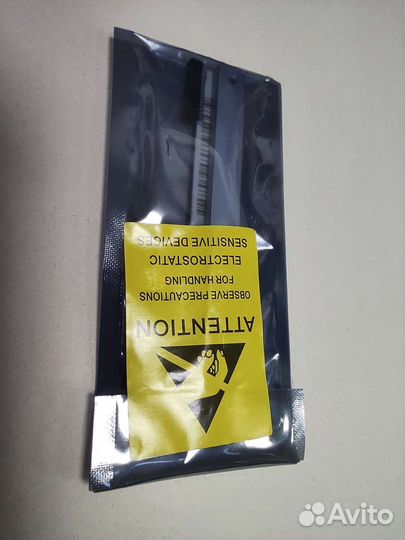 ATTENTION
OBSERVE PRECAUTIONS
FOR HANDLING
ELECTROSTATIC
SENSITIVE DEVICES
Avito